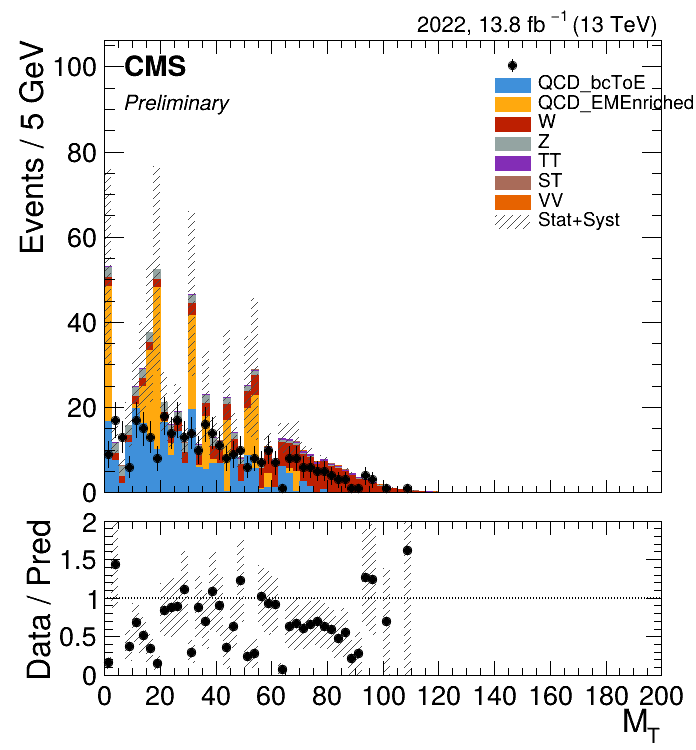 2022, 13.8 fb⁻¹ (13 TeV)
CMS
Preliminary
QCD_bcToE
QCD_EMEnriched
W
Z
TT
ST
VV
Stat+Syst
Events / 5 GeV
100
80
60
40
20
0
Data / Pred
2
1.5
1
0.5
0
0 20 40 60 80 100 120 140 160 180 200
M_T